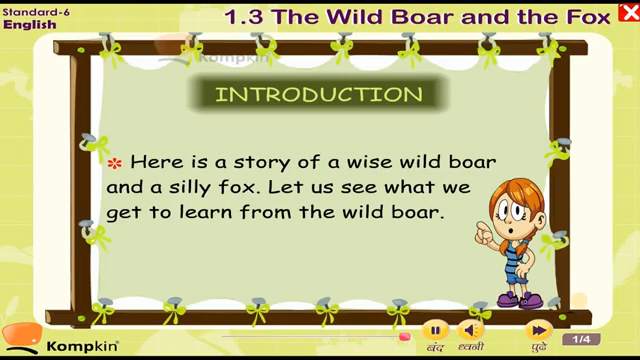 Standard-6
English
1.3 The Wild Boar and the Fox
Kompkin
INTRODUCTION
Here is a story of a wise wild boar
and a silly fox. Let us see what we
get to learn from the wild boar.
Kompkin
बंद
ध्वनी
पुढे
1/4